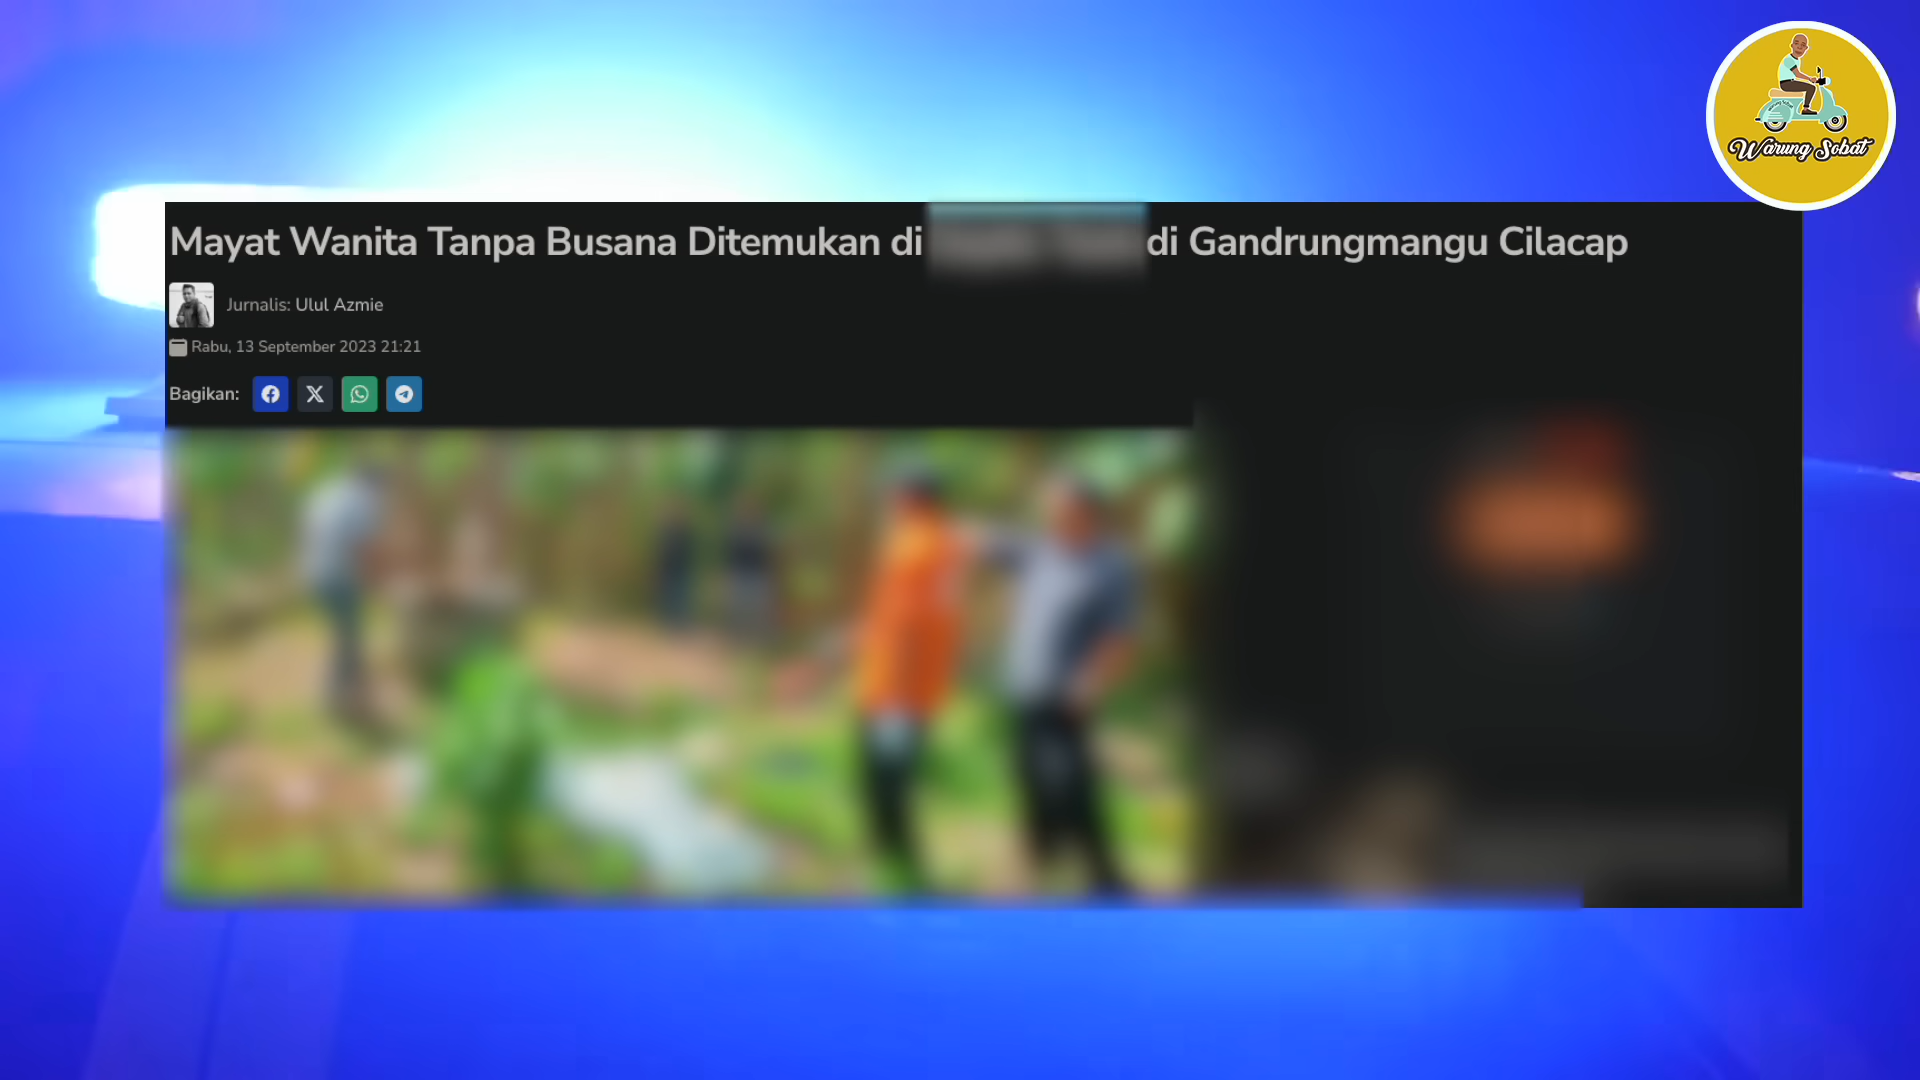 Warung Sobat
Mayat Wanita Tanpa Busana Ditemukan di di Gandrungmangu Cilacap
Jurnalis: Ulul Azmie
Rabu, 13 September 2023 21:21
Bagikan: